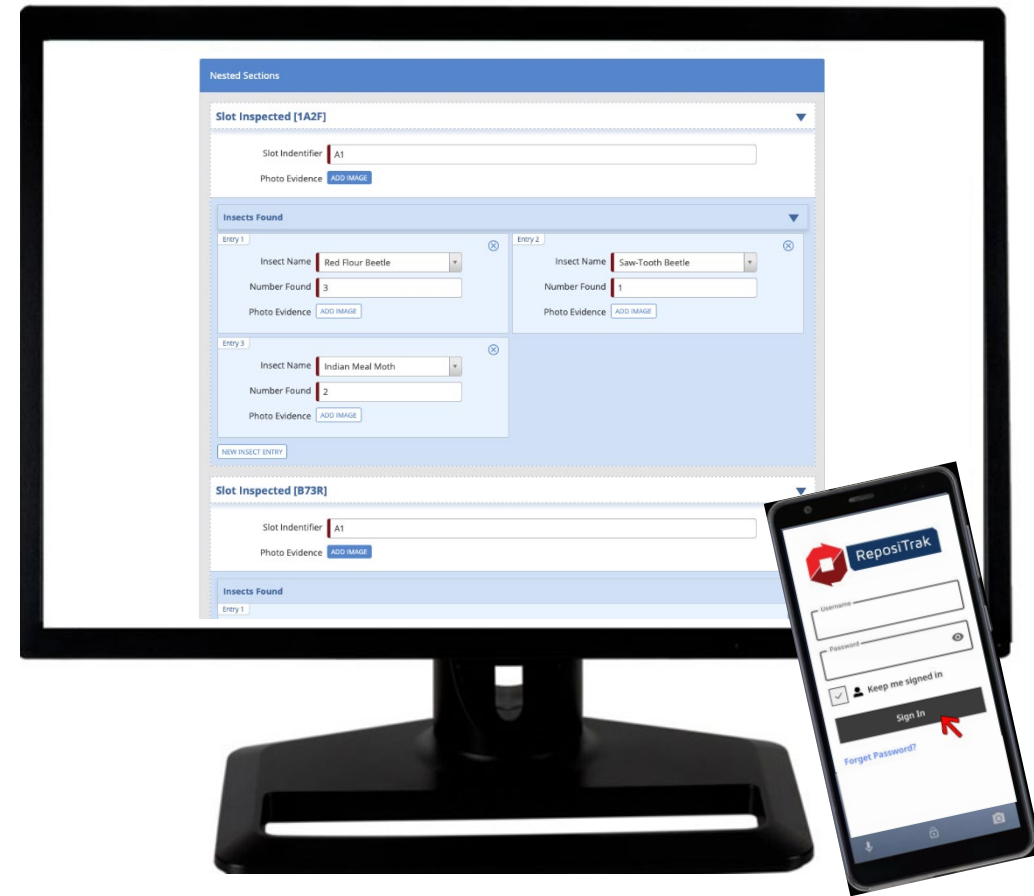 Nested Sections
Slot Inspected [1A2F]
Slot Indentifier A1
Photo Evidence ADD IMAGE
Insects Found
Entry 1
Insect Name Red Flour Beetle
Number Found 3
Photo Evidence ADD IMAGE
Entry 2
Insect Name Saw-Tooth Beetle
Number Found 1
Photo Evidence ADD IMAGE
Entry 3
Insect Name Indian Meal Moth
Number Found 2
Photo Evidence ADD IMAGE
NEW INSECT ENTRY
Slot Inspected [B73R]
Slot Indentifier A1
Photo Evidence ADD IMAGE
Insects Found
Entry 1
ReposiTrak
Username
Password
Keep me signed in
Sign In
Forget Password?